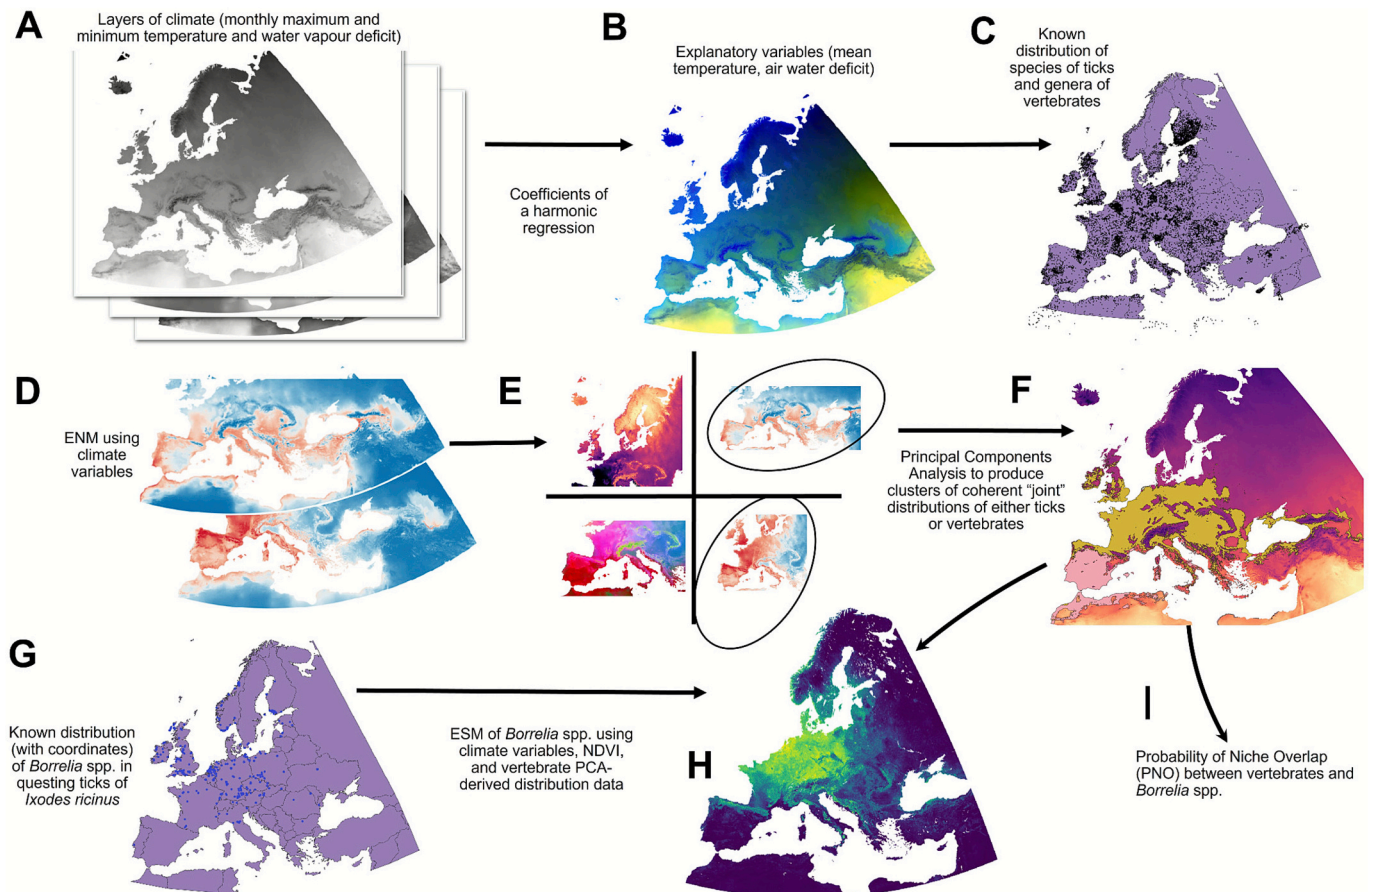 A
Layers of climate (monthly maximum and
minimum temperature and water vapour deficit)
B
Explanatory variables (mean
temperature, air water deficit)
C
Known
distribution of
species of ticks
and genera of
vertebrates
Coefficients of
a harmonic
regression
D
ENM using
climate
variables
E
F
Principal Components
Analysis to produce
clusters of coherent “joint”
distributions of either ticks
or vertebrates
G
Known distribution
(with coordinates)
of Borrelia spp. in
questing ticks of
Ixodes ricinus
ESM of Borrelia spp. using
climate variables, NDVI,
and vertebrate PCA-
derived distribution data
H
I
Probability of Niche Overlap
(PNO) between vertebrates and
Borrelia spp.